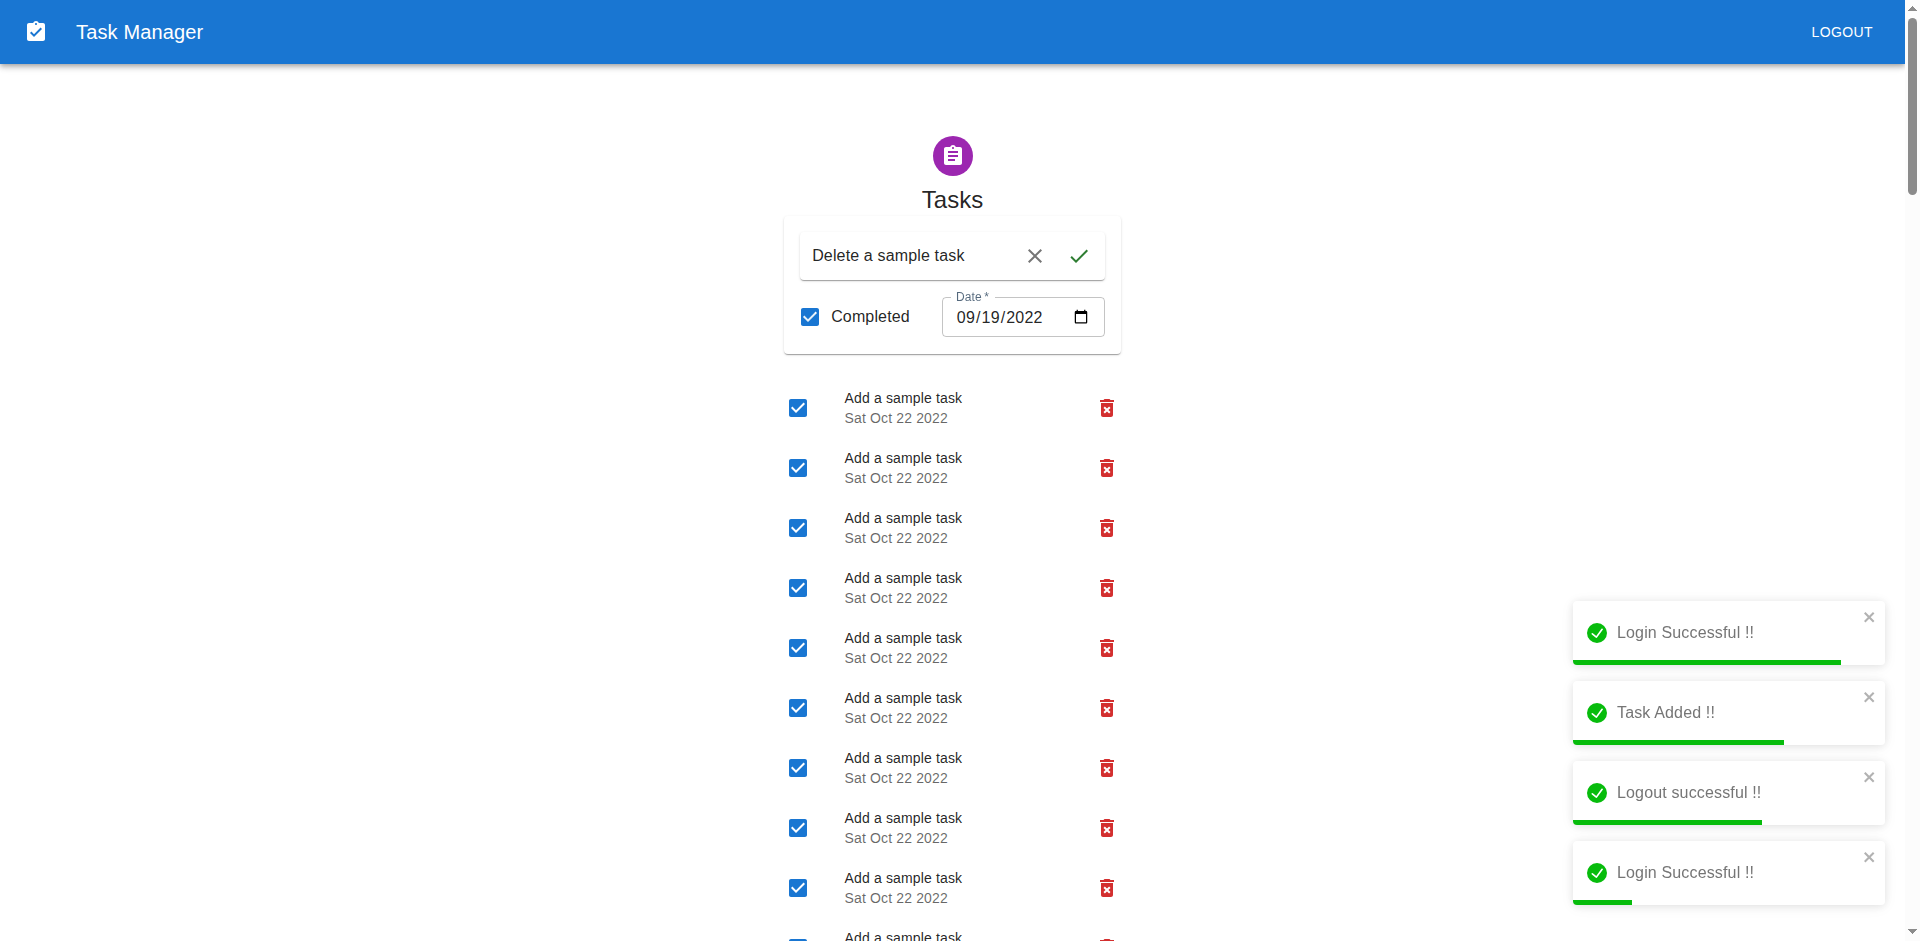 Task Manager
LOGOUT
Tasks
Delete a sample task
Completed
Date *
09/19/2022
Add a sample task
Sat Oct 22 2022
Add a sample task
Sat Oct 22 2022
Add a sample task
Sat Oct 22 2022
Add a sample task
Sat Oct 22 2022
Add a sample task
Sat Oct 22 2022
Add a sample task
Sat Oct 22 2022
Add a sample task
Sat Oct 22 2022
Add a sample task
Sat Oct 22 2022
Add a sample task
Sat Oct 22 2022
Add a sample task
Login Successful !!
Task Added !!
Logout successful !!
Login Successful !!